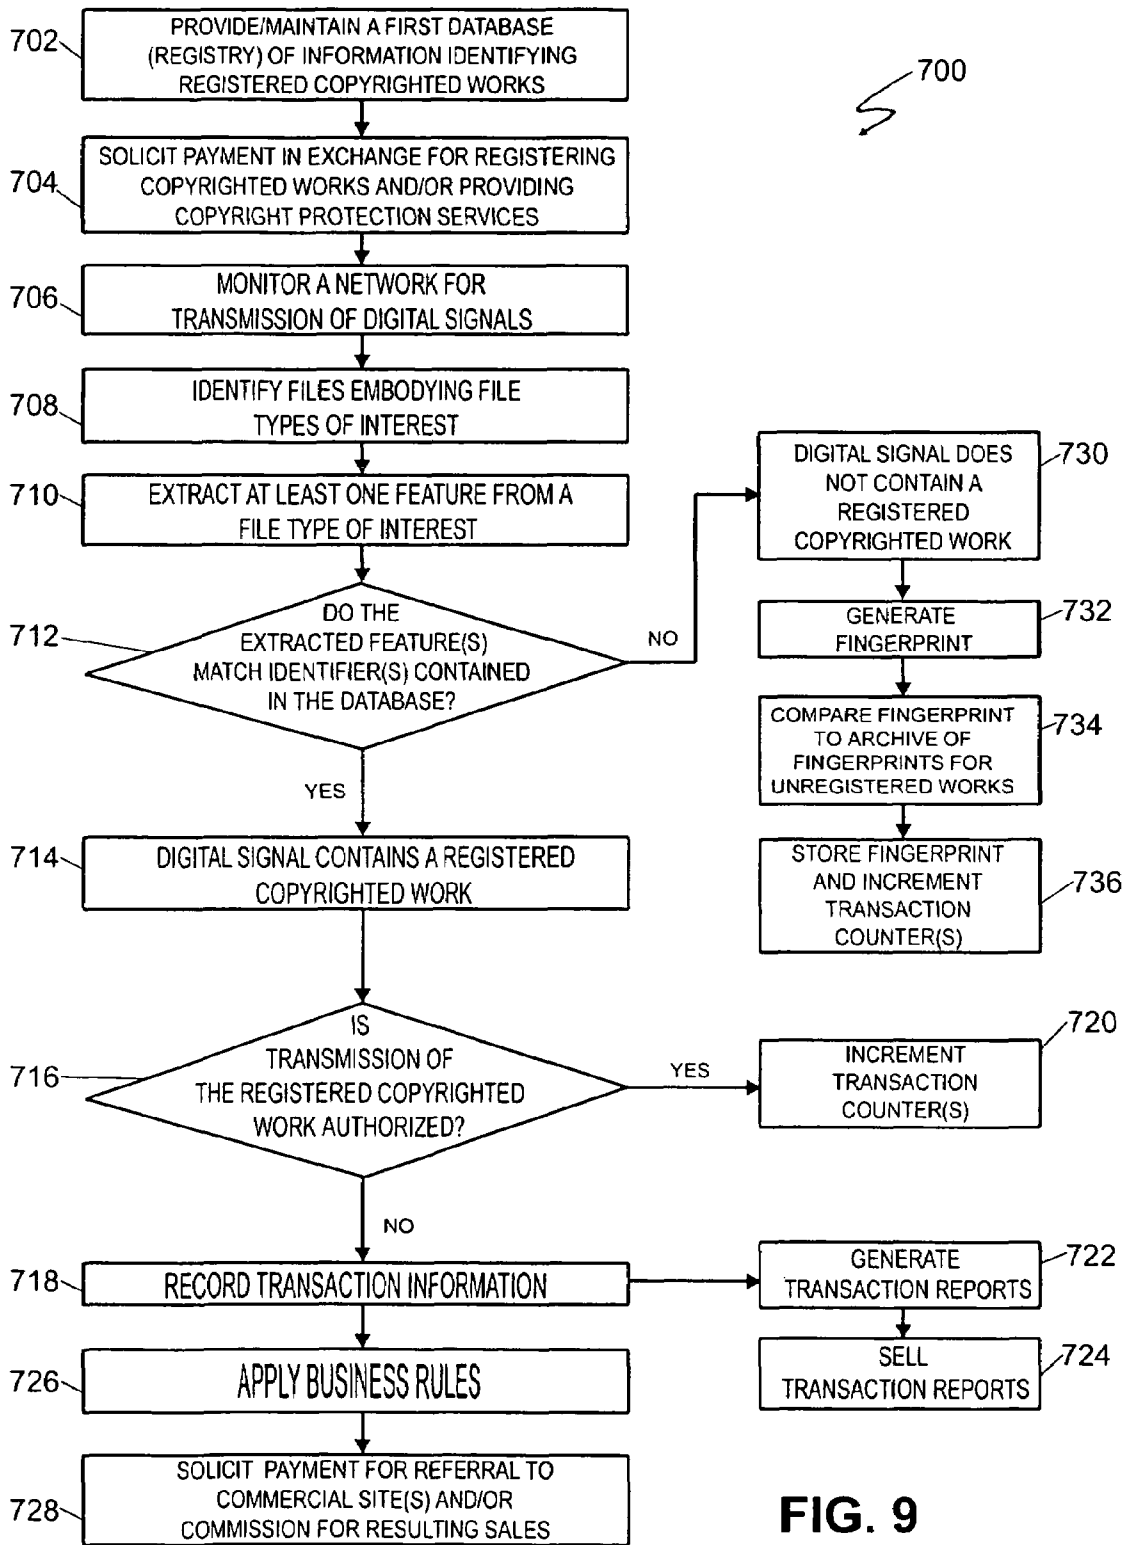 702
PROVIDE/MAINTAIN A FIRST DATABASE
(REGISTRY) OF INFORMATION IDENTIFYING
REGISTERED COPYRIGHTED WORKS
700
704
SOLICIT PAYMENT IN EXCHANGE FOR REGISTERING
COPYRIGHTED WORKS AND/OR PROVIDING
COPYRIGHT PROTECTION SERVICES
706
MONITOR A NETWORK FOR
TRANSMISSION OF DIGITAL SIGNALS
708
IDENTIFY FILES EMBODYING FILE
TYPES OF INTEREST
710
EXTRACT AT LEAST ONE FEATURE FROM A
FILE TYPE OF INTEREST
712
DO THE
EXTRACTED FEATURE(S)
MATCH IDENTIFIER(S) CONTAINED
IN THE DATABASE?
NO
YES
730
DIGITAL SIGNAL DOES
NOT CONTAIN A
REGISTERED
COPYRIGHTED WORK
732
GENERATE
FINGERPRINT
734
COMPARE FINGERPRINT
TO ARCHIVE OF
FINGERPRINTS FOR
UNREGISTERED WORKS
736
STORE FINGERPRINT
AND INCREMENT
TRANSACTION
COUNTER(S)
714
DIGITAL SIGNAL CONTAINS A REGISTERED
COPYRIGHTED WORK
716
IS
TRANSMISSION OF
THE REGISTERED COPYRIGHTED
WORK AUTHORIZED?
YES
720
INCREMENT
TRANSACTION
COUNTER(S)
NO
718
RECORD TRANSACTION INFORMATION
722
GENERATE
TRANSACTION REPORTS
724
SELL
TRANSACTION REPORTS
726
APPLY BUSINESS RULES
728
SOLICIT PAYMENT FOR REFERRAL TO
COMMERCIAL SITE(S) AND/OR
COMMISSION FOR RESULTING SALES
FIG. 9